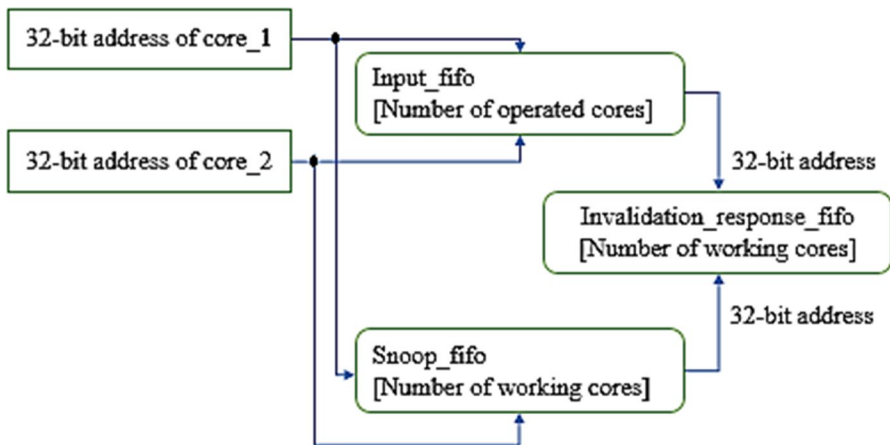 32-bit address of core_1
Input_fifo
[Number of operated cores]
32-bit address of core_2
32-bit address
Invalidation_response_fifo
[Number of working cores]
32-bit address
Snoop_fifo
[Number of working cores]